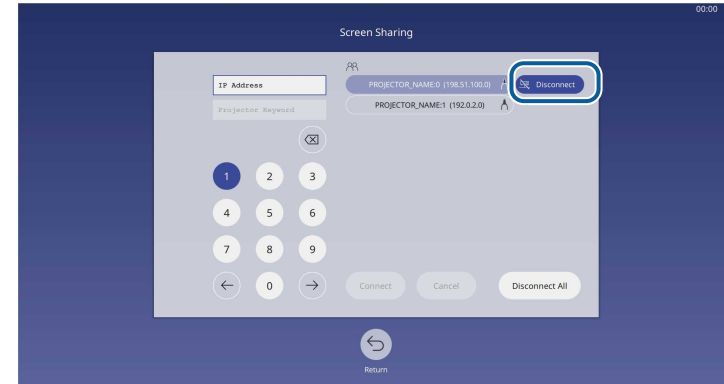 00:00
Screen Sharing
IP Address
PROJECTOR_NAME:0 (198.51.100.0)
Disconnect
Projector Keyword
PROJECTOR_NAME:1 (192.0.2.0)
1 2 3
4 5 6
7 8 9
← 0 →
Connect Cancel Disconnect All
Return